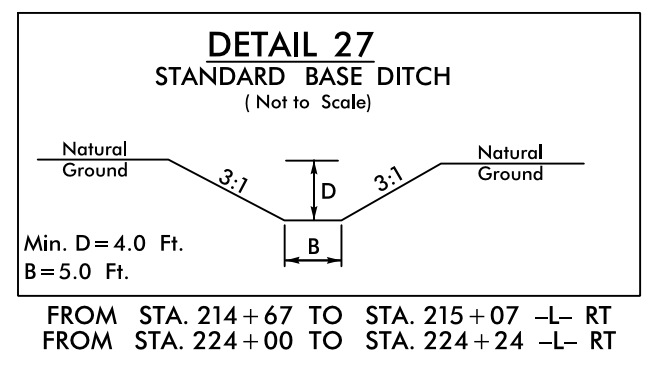 DETAIL 27
STANDARD BASE DITCH
( Not to Scale)
Natural
Ground
3:1
D
3:1
Natural
Ground
Min. D=4.0 Ft.
B
B=5.0 Ft.
FROM STA. 214+67 TO STA. 215+07 -L- RT
FROM STA. 224+00 TO STA. 224+24 -L- RT